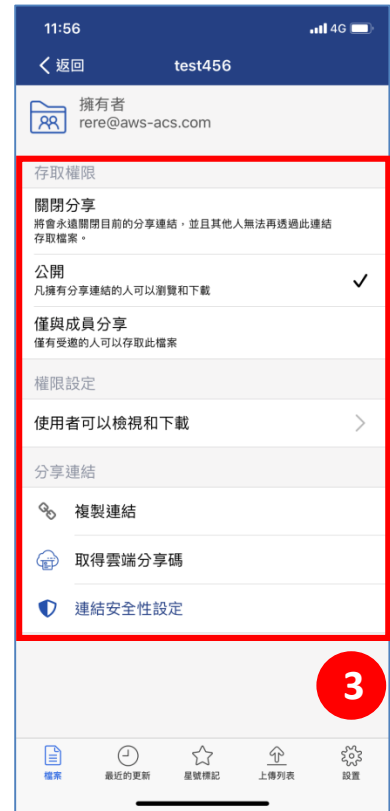 11:56 4G
返回 test456
擁有者
rere@aws-acs.com
存取權限
關閉分享
將會永遠關閉目前的分享連結，並且其他人無法再透過此連結
存取檔案。
公開
凡擁有分享連結的人可以瀏覽和下載
僅與成員分享
僅有受邀的人可以存取此檔案
權限設定
使用者可以檢視和下載
分享連結
複製連結
取得雲端分享碼
連結安全性設定
3
檔案 最近的更新 星號標記 上傳列表 設置